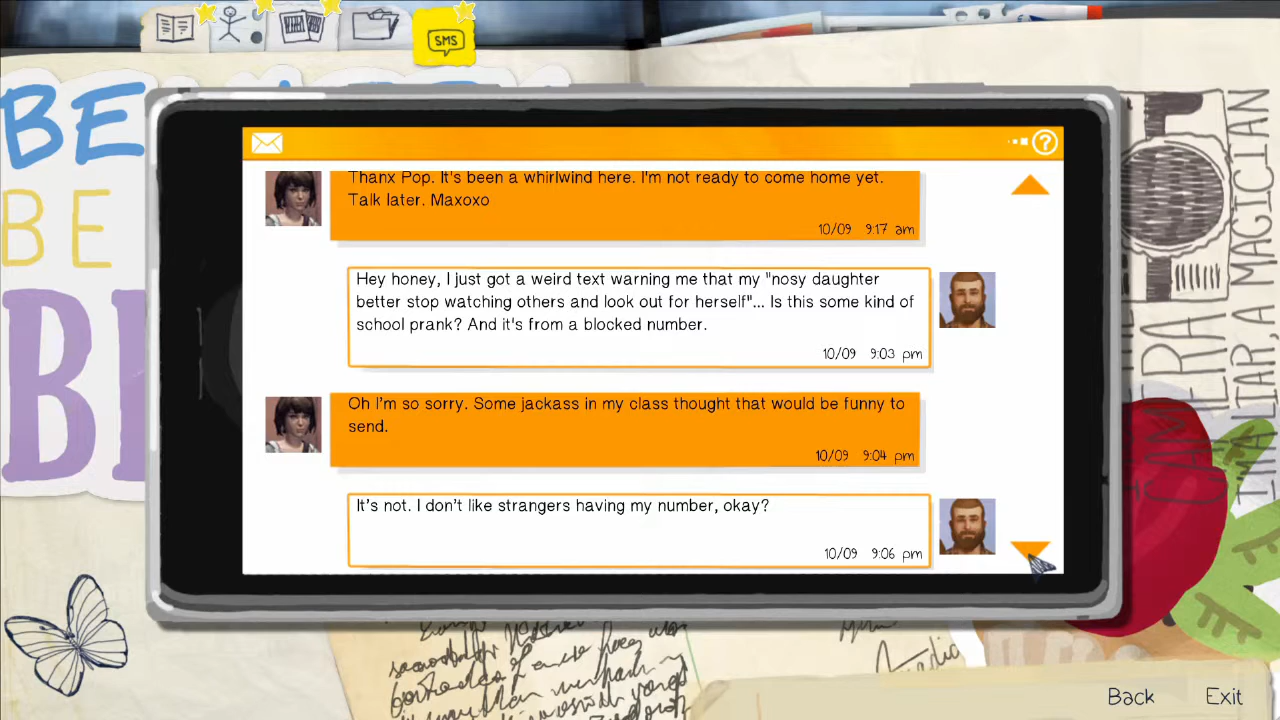 SMS
BE
BE
BE
Thanx Pop. It's been a whirlwind here. I'm not ready to come home yet.
Talk later. Maxoxo
10/09 9:17 am
Hey honey, I just got a weird text warning me that my "nosy daughter
better stop watching others and look out for herself"... Is this some kind of
school prank? And it's from a blocked number.
10/09 9:03 pm
Oh I'm so sorry. Some jackass in my class thought that would be funny to
send.
10/09 9:04 pm
It's not. I don't like strangers having my number, okay?
10/09 9:06 pm
?
I'M A LIAR, A MAGICIAN
Back Exit